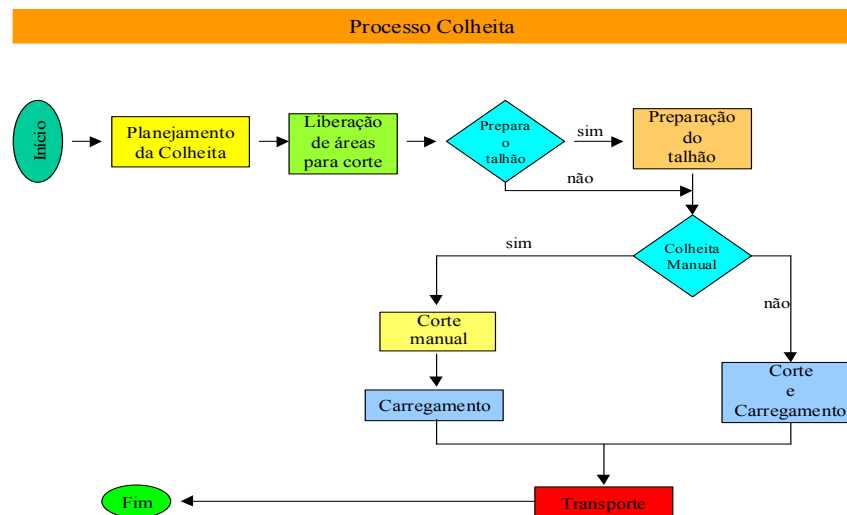 Processo Colheita
Início
Planejamento
da Colheita
Liberação
de áreas
para corte
Prepara
o
talhão
sim
Preparação
do
talhão
não
Colheita
Manual
sim
não
Corte
manual
Corte
e
Carregamento
Carregamento
Transporte
Fim